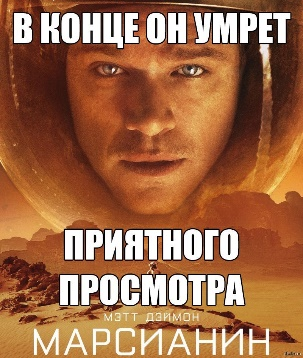 В КОНЦЕ ОН УМРЕТ
ПРИЯТНОГО
ПРОСМОТРА
МЭТТ ДЭЙМОН
МАРСИАНИН